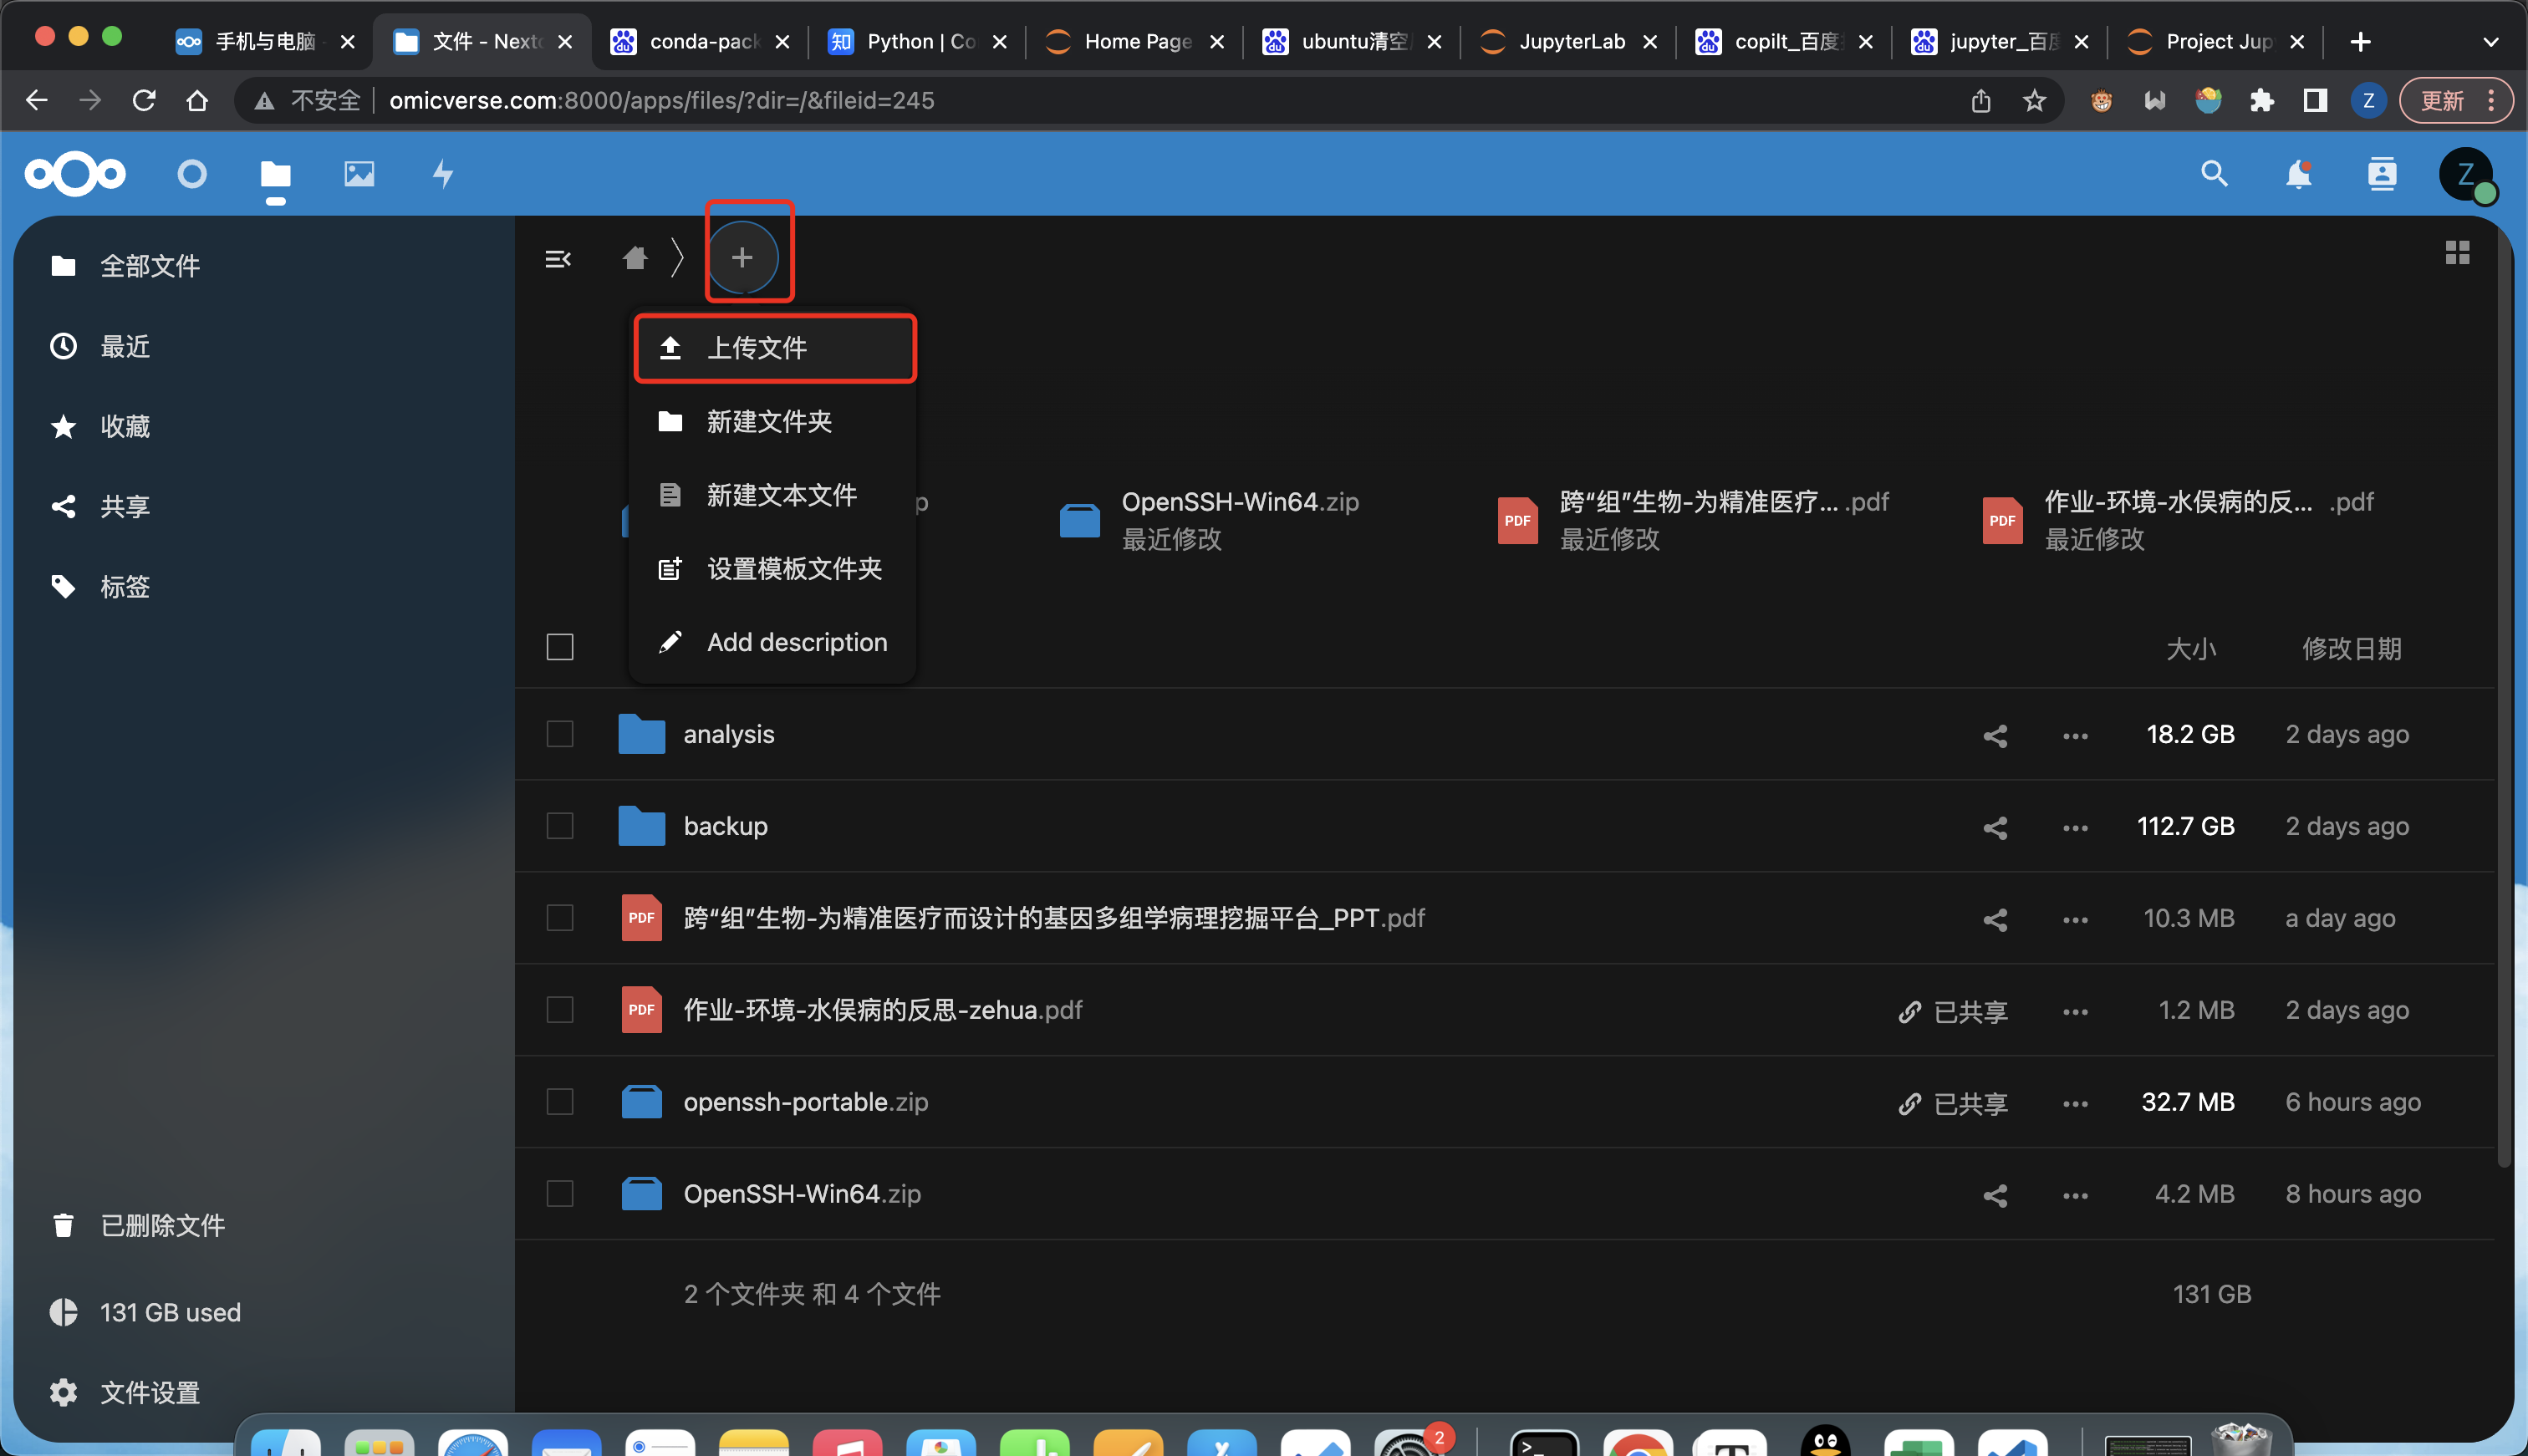 手机与电脑
文件 - Nextc
conda-pack
知 Python | Co
Home Page
ubuntu清空
JupyterLab
copilt_百度
jupyter_百度
Project Jup
不安全 omicverse.com:8000/apps/files/?dir=/&fileid=245
Z 更新
Z
全部文件
最近
收藏
共享
标签
上传文件
新建文件夹
新建文本文件
设置模板文件夹
Add description
p
OpenSSH-Win64.zip
最近修改
PDF 跨“组”生物-为精准医疗... .pdf
最近修改
PDF 作业-环境-水俣病的反... .pdf
最近修改
大小 修改日期
analysis 18.2 GB 2 days ago
backup 112.7 GB 2 days ago
PDF 跨“组”生物-为精准医疗而设计的基因多组学病理挖掘平台_PPT.pdf 10.3 MB a day ago
PDF 作业-环境-水俣病的反思-zehua.pdf 已共享 1.2 MB 2 days ago
openssh-portable.zip 已共享 32.7 MB 6 hours ago
OpenSSH-Win64.zip 4.2 MB 8 hours ago
2 个文件夹 和 4 个文件 131 GB
已删除文件
131 GB used
文件设置
2